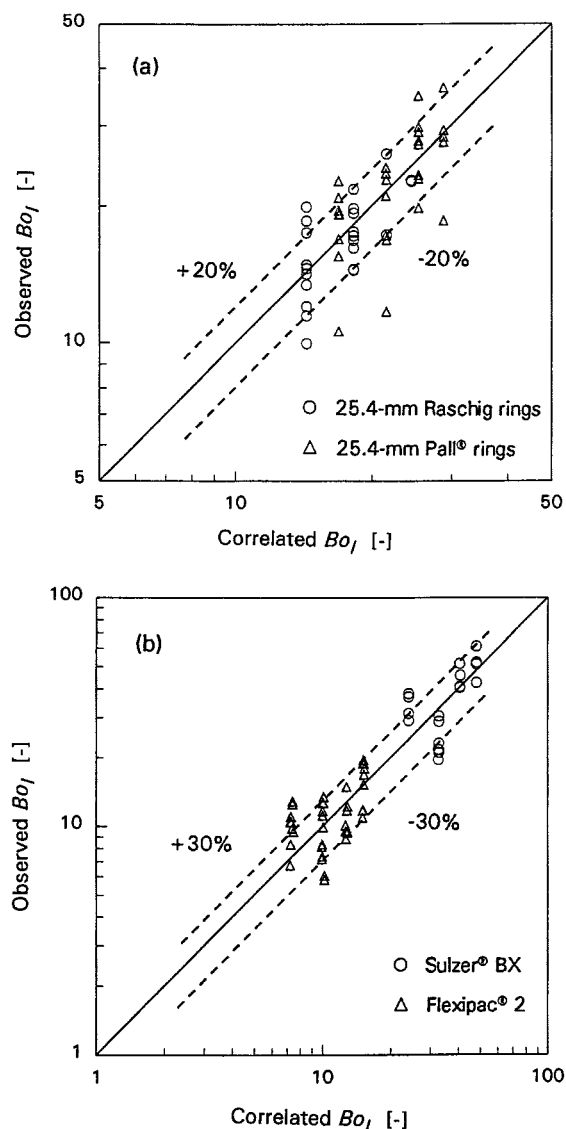 50
(a)
Observed Bo_l [-]
+20%
-20%
10
○ 25.4-mm Raschig rings
△ 25.4-mm Pall® rings
5
5 10 50
Correlated Bo_l [-]
100
(b)
Observed Bo_l [-]
+30%
-30%
10
○ Sulzer® BX
△ Flexipac® 2
1
1 10 100
Correlated Bo_l [-]